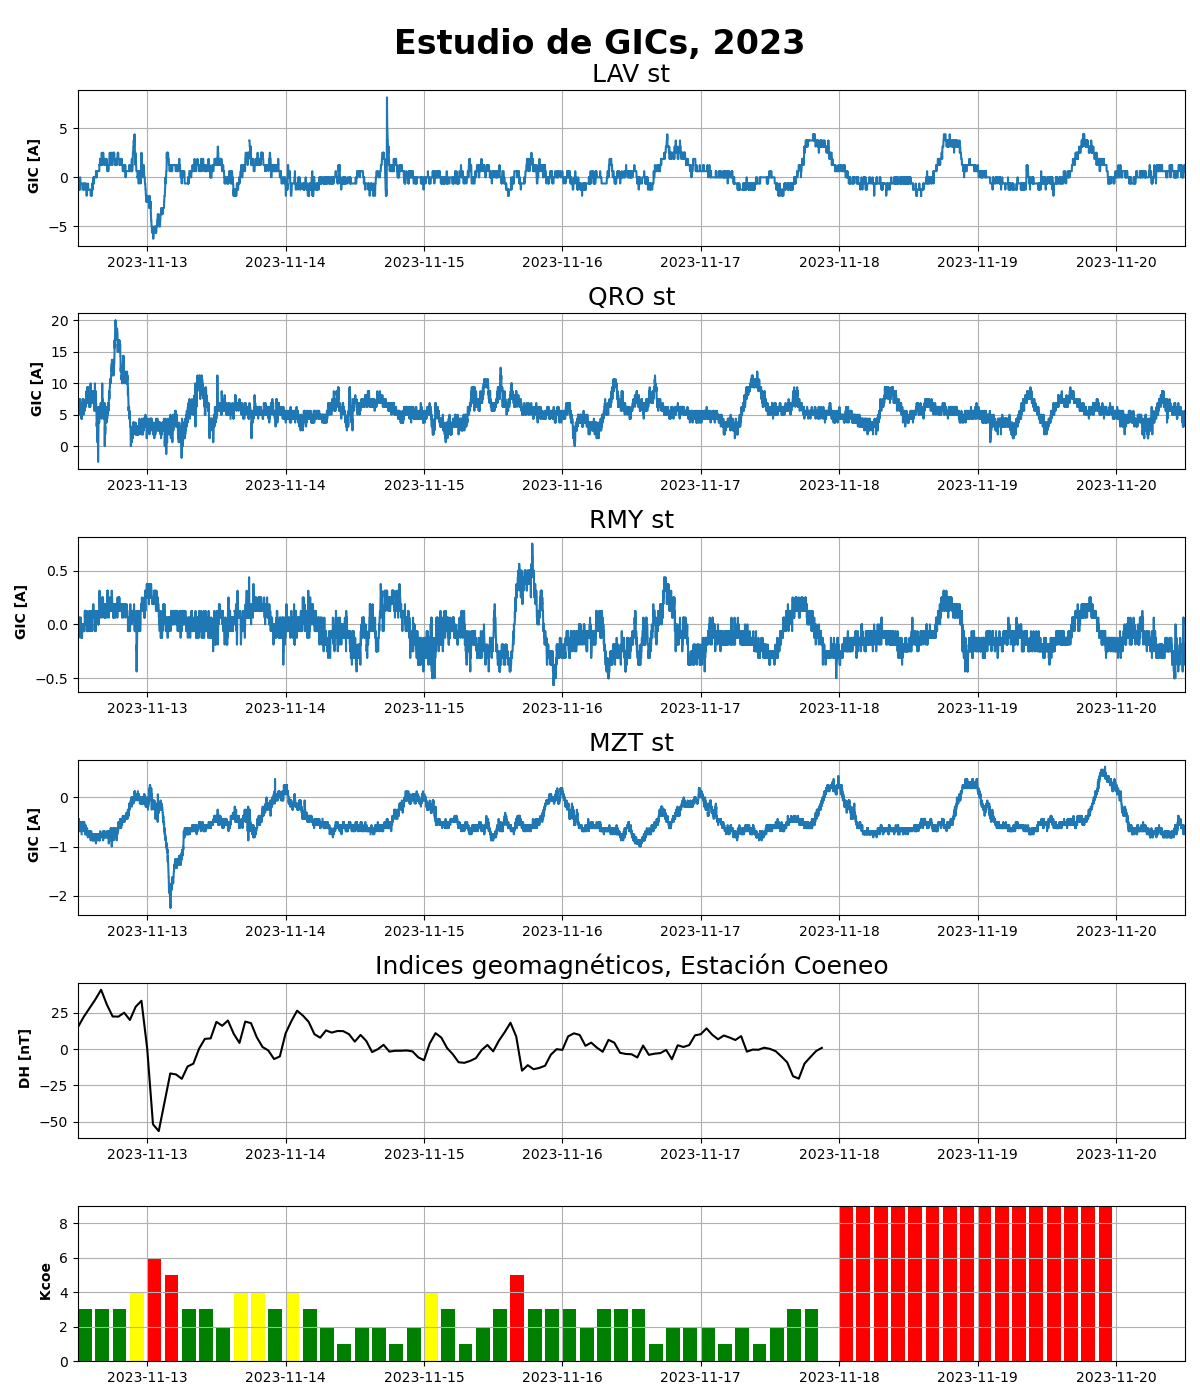 Estudio de GICs, 2023
LAV st
GIC [A]
5
0
−5
2023-11-13 2023-11-14 2023-11-15 2023-11-16 2023-11-17 2023-11-18 2023-11-19 2023-11-20
QRO st
GIC [A]
20
15
10
5
0
2023-11-13 2023-11-14 2023-11-15 2023-11-16 2023-11-17 2023-11-18 2023-11-19 2023-11-20
RMY st
GIC [A]
0.5
0.0
−0.5
2023-11-13 2023-11-14 2023-11-15 2023-11-16 2023-11-17 2023-11-18 2023-11-19 2023-11-20
MZT st
GIC [A]
0
−1
−2
2023-11-13 2023-11-14 2023-11-15 2023-11-16 2023-11-17 2023-11-18 2023-11-19 2023-11-20
Indices geomagnéticos, Estación Coeneo
DH [nT]
25
0
−25
−50
2023-11-13 2023-11-14 2023-11-15 2023-11-16 2023-11-17 2023-11-18 2023-11-19 2023-11-20
Kcoe
8
6
4
2
0
2023-11-13 2023-11-14 2023-11-15 2023-11-16 2023-11-17 2023-11-18 2023-11-19 2023-11-20